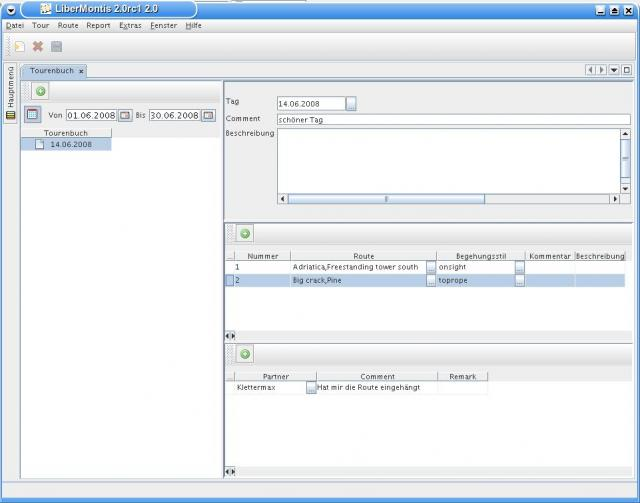 LiberMontis 2.0rc1 2.0
Datei Tour Route Report Extras Fenster Hilfe
Hauptmenü
Tourenbuch
Von 01.06.2008 Bis 30.06.2008
Tourenbuch
14.06.2008
Tag 14.06.2008 ...
Comment schöner Tag
Beschreibung
... Nummer Route Begehungsstil Kommentar Beschreibung
1 Adriatica,Freestanding tower south ... onsight ...
2 Big crack,Pine ... toprope ...
... Partner Comment Remark
Klettermax ... Hat mir die Route eingehängt